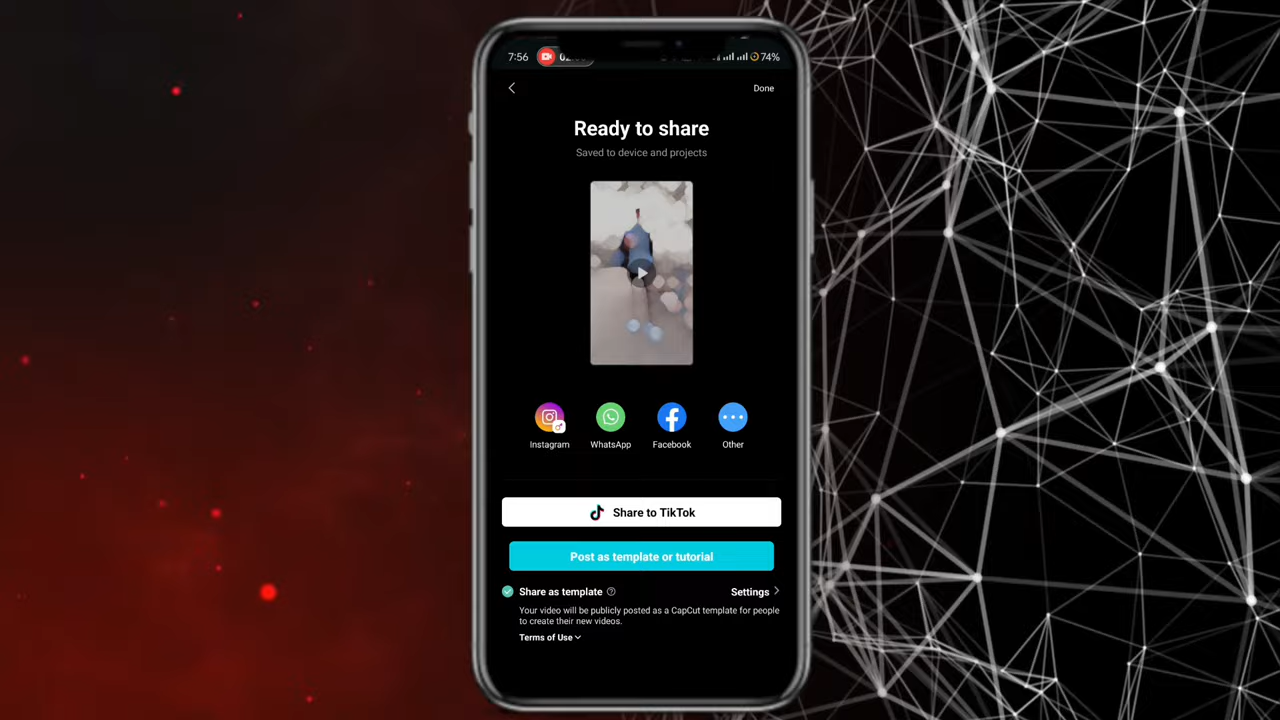 7:56
74%
Done
Ready to share
Saved to device and projects
Instagram
WhatsApp
Facebook
Other
Share to TikTok
Post as template or tutorial
Share as template
Settings
Your video will be publicly posted as a CapCut template for people
to create their new videos.
Terms of Use